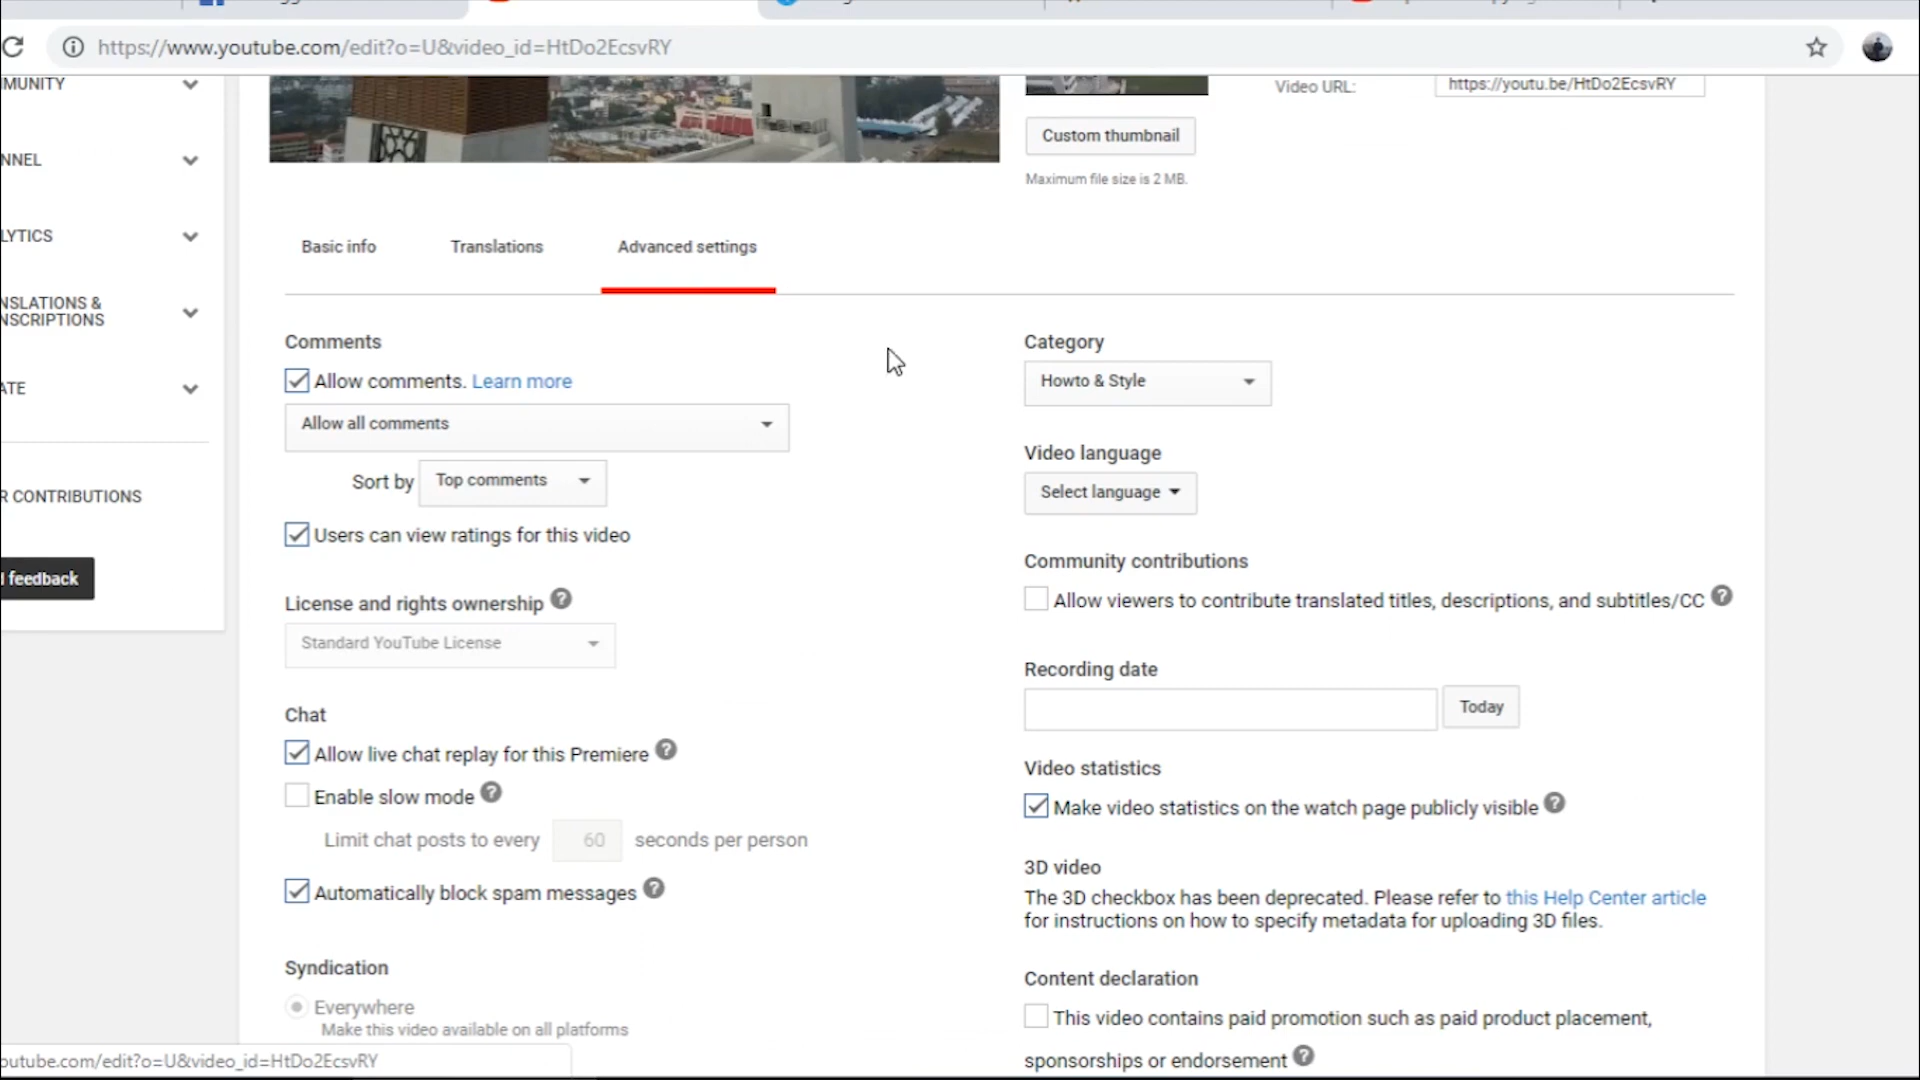 https://www.youtube.com/edit?o=U&video_id=HtDo2EcsvRY
MUNITY
NNEL
LYTICS
NSLATIONS &
NSCRIPTIONS
ATE
R CONTRIBUTIONS
feedback
Video URL:
https://youtu.be/HtDo2EcsvRY
Custom thumbnail
Maximum file size is 2 MB.
Basic info
Translations
Advanced settings
Comments
Allow comments. Learn more
Allow all comments
Sort by Top comments
Users can view ratings for this video
License and rights ownership
Standard YouTube License
Chat
Allow live chat replay for this Premiere
Enable slow mode
Limit chat posts to every 60 seconds per person
Automatically block spam messages
Syndication
Everywhere
Make this video available on all platforms
Category
Howto & Style
Video language
Select language
Community contributions
Allow viewers to contribute translated titles, descriptions, and subtitles/CC
Recording date
Today
Video statistics
Make video statistics on the watch page publicly visible
3D video
The 3D checkbox has been deprecated. Please refer to this Help Center article
for instructions on how to specify metadata for uploading 3D files.
Content declaration
This video contains paid promotion such as paid product placement,
sponsorships or endorsement
outube.com/edit?o=U&video_id=HtDo2EcsvRY